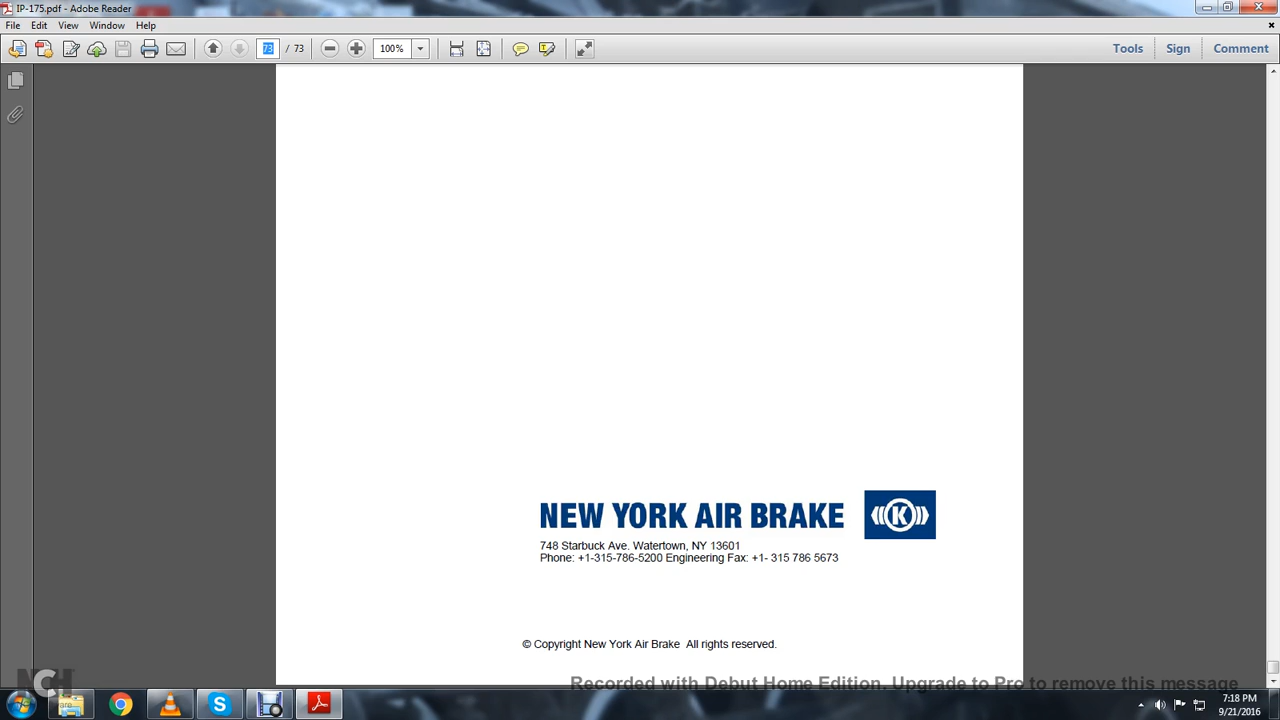 IP-175.pdf - Adobe Reader
File Edit View Window Help
73 / 73 100% Tools Sign Comment
NEW YORK AIR BRAKE K
748 Starbuck Ave. Watertown, NY 13601
Phone: +1-315-786-5200 Engineering Fax: +1- 315 786 5673
© Copyright New York Air Brake All rights reserved.
NCH
Recorded with Debut Home Edition. Upgrade to Pro to remove this message
7:18 PM
9/21/2016